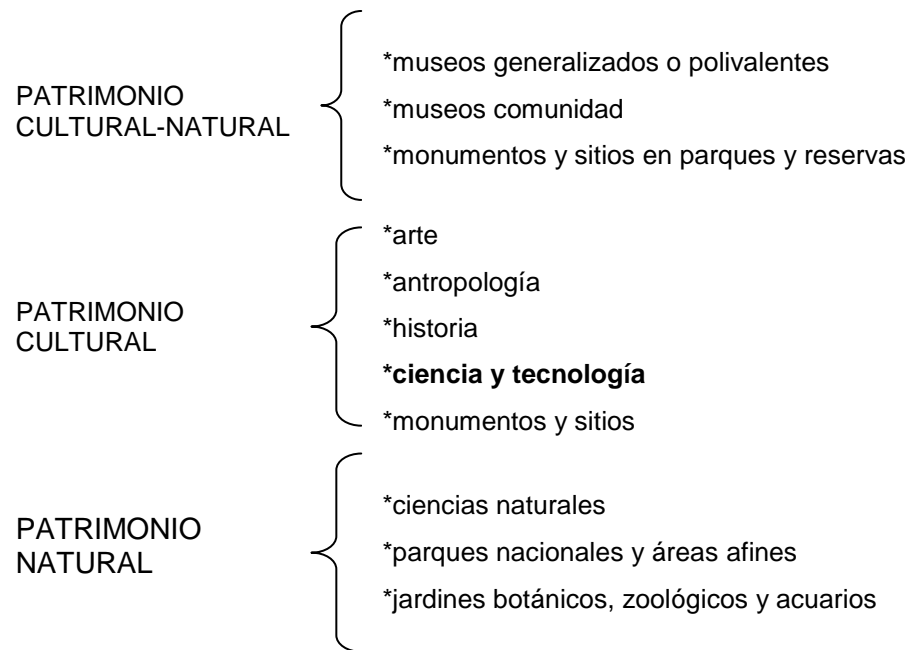 PATRIMONIO
CULTURAL-NATURAL
*museos generalizados o polivalentes
*museos comunidad
*monumentos y sitios en parques y reservas
PATRIMONIO
CULTURAL
*arte
*antropología
*historia
*ciencia y tecnología
*monumentos y sitios
PATRIMONIO
NATURAL
*ciencias naturales
*parques nacionales y áreas afines
*jardines botánicos, zoológicos y acuarios